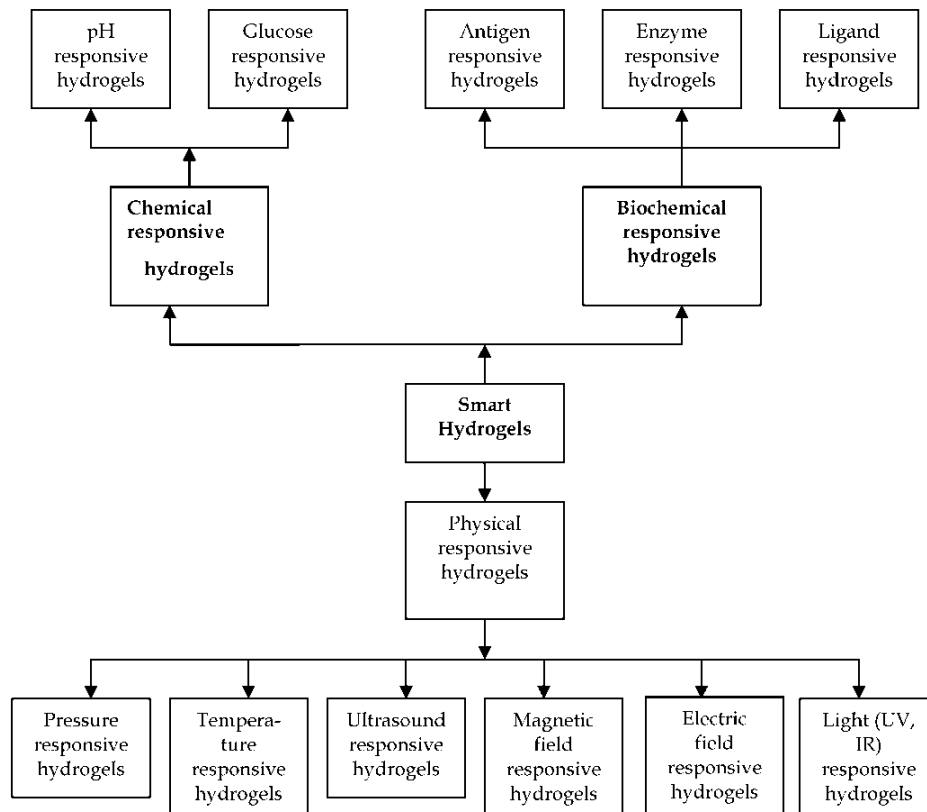 pH
responsive
hydrogels
Glucose
responsive
hydrogels
Antigen
responsive
hydrogels
Enzyme
responsive
hydrogels
Ligand
responsive
hydrogels
Chemical
responsive
hydrogels
Biochemical
responsive
hydrogels
Smart
Hydrogels
Physical
responsive
hydrogels
Pressure
responsive
hydrogels
Tempera-
ture
responsive
hydrogels
Ultrasound
responsive
hydrogels
Magnetic
field
responsive
hydrogels
Electric
field
responsive
hydrogels
Light (UV,
IR)
responsive
hydrogels